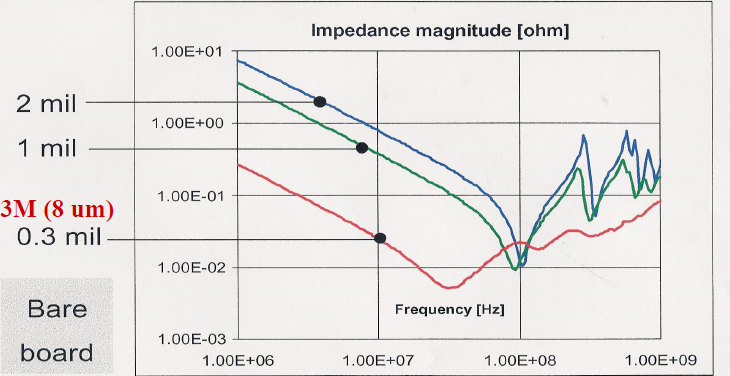 Impedance magnitude [ohm]
1.00E+01
2 mil
1.00E+00
1 mil
1.00E-01
3M (8 um)
0.3 mil
1.00E-02
Bare
board
Frequency [Hz]
1.00E-03
1.00E+06 1.00E+07 1.00E+08 1.00E+09